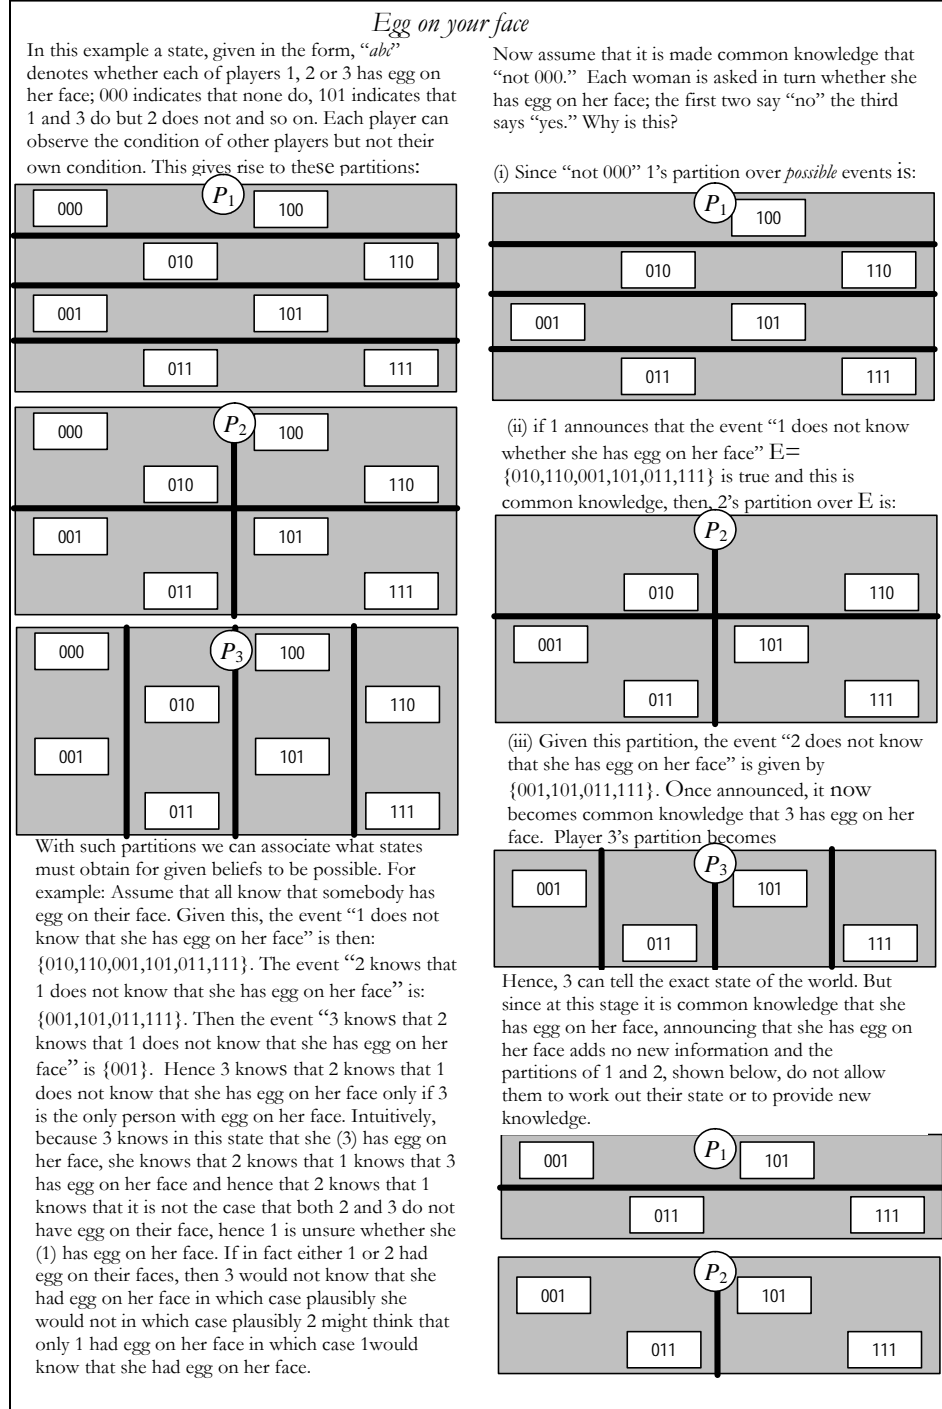 Egg on your face
In this example a state, given in the form, “abc”
denotes whether each of players 1, 2 or 3 has egg on
her face; 000 indicates that none do, 101 indicates that
1 and 3 do but 2 does not and so on. Each player can
observe the condition of other players but not their
own condition. This gives rise to these partitions:
P1
000 100
010 110
001 101
011 111
P2
000 100
010 110
001 101
011 111
P3
000 100
010 110
001 101
011 111
With such partitions we can associate what states
must obtain for given beliefs to be possible. For
example: Assume that all know that somebody has
egg on their face. Given this, the event “1 does not
know that she has egg on her face” is then:
{010,110,001,101,011,111}. The event “2 knows that
1 does not know that she has egg on her face” is:
{001,101,011,111}. Then the event “3 knows that 2
knows that 1 does not know that she has egg on her
face” is {001}. Hence 3 knows that 2 knows that 1
does not know that she has egg on her face only if 3
is the only person with egg on her face. Intuitively,
because 3 knows in this state that she (3) has egg on
her face, she knows that 2 knows that 1 knows that 3
has egg on her face and hence that 2 knows that 1
knows that it is not the case that both 2 and 3 do not
have egg on their face, hence 1 is unsure whether she
(1) has egg on her face. If in fact either 1 or 2 had
egg on their faces, then 3 would not know that she
had egg on her face in which case plausibly she
would not in which case plausibly 2 might think that
only 1 had egg on her face in which case 1would
know that she had egg on her face.
Now assume that it is made common knowledge that
“not 000.” Each woman is asked in turn whether she
has egg on her face; the first two say “no” the third
says “yes.” Why is this?
(i) Since “not 000” 1’s partition over possible events is:
P1
100
010 110
001 101
011 111
(ii) if 1 announces that the event “1 does not know
whether she has egg on her face” E=
{010,110,001,101,011,111} is true and this is
common knowledge, then, 2’s partition over E is:
P2
010 110
001 101
011 111
(iii) Given this partition, the event “2 does not know
that she has egg on her face” is given by
{001,101,011,111}. Once announced, it now
becomes common knowledge that 3 has egg on her
face. Player 3’s partition becomes
P3
001 101
011 111
Hence, 3 can tell the exact state of the world. But
since at this stage it is common knowledge that she
has egg on her face, announcing that she has egg on
her face adds no new information and the
partitions of 1 and 2, shown below, do not allow
them to work out their state or to provide new
knowledge.
P1
001 101
011 111
P2
001 101
011 111